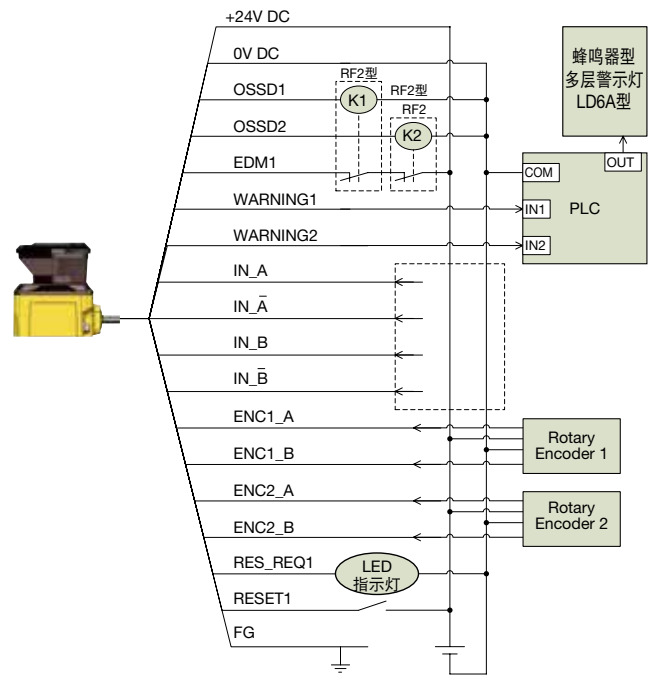 +24V DC
0V DC
OSSD1
OSSD2
EDM1
WARNING1
WARNING2
IN_A
IN_A̅
IN_B
IN_B̅
ENC1_A
ENC1_B
ENC2_A
ENC2_B
RES_REQ1
RESET1
FG
RF2型
K1
RF2型
RF2
K2
LED
指示灯
蜂鸣器型
多层警示灯
LD6A型
OUT
COM
IN1
PLC
IN2
Rotary
Encoder 1
Rotary
Encoder 2